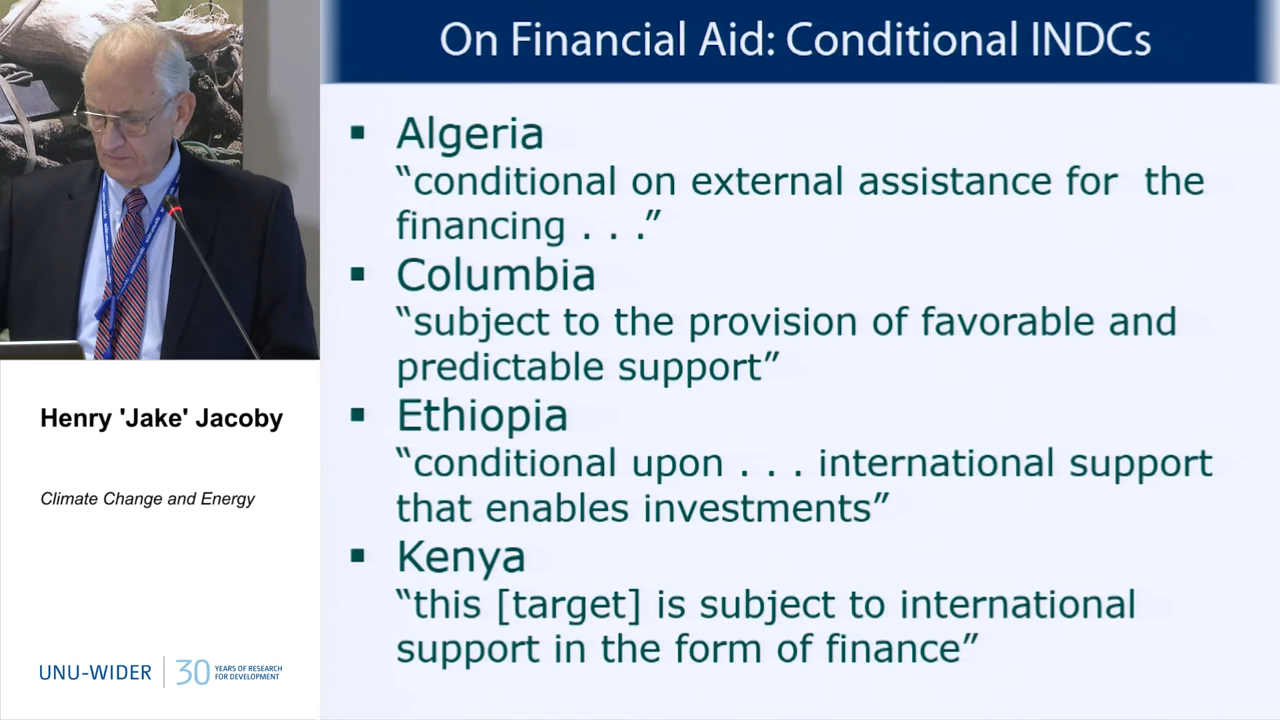 On Financial Aid: Conditional INDCs
▪ Algeria
“conditional on external assistance for the
financing . . .”
▪ Columbia
“subject to the provision of favorable and
predictable support”
▪ Ethiopia
“conditional upon . . . international support
that enables investments”
▪ Kenya
“this [target] is subject to international
support in the form of finance”
Henry 'Jake' Jacoby
Climate Change and Energy
UNU-WIDER
30 YEARS OF RESEARCH
FOR DEVELOPMENT